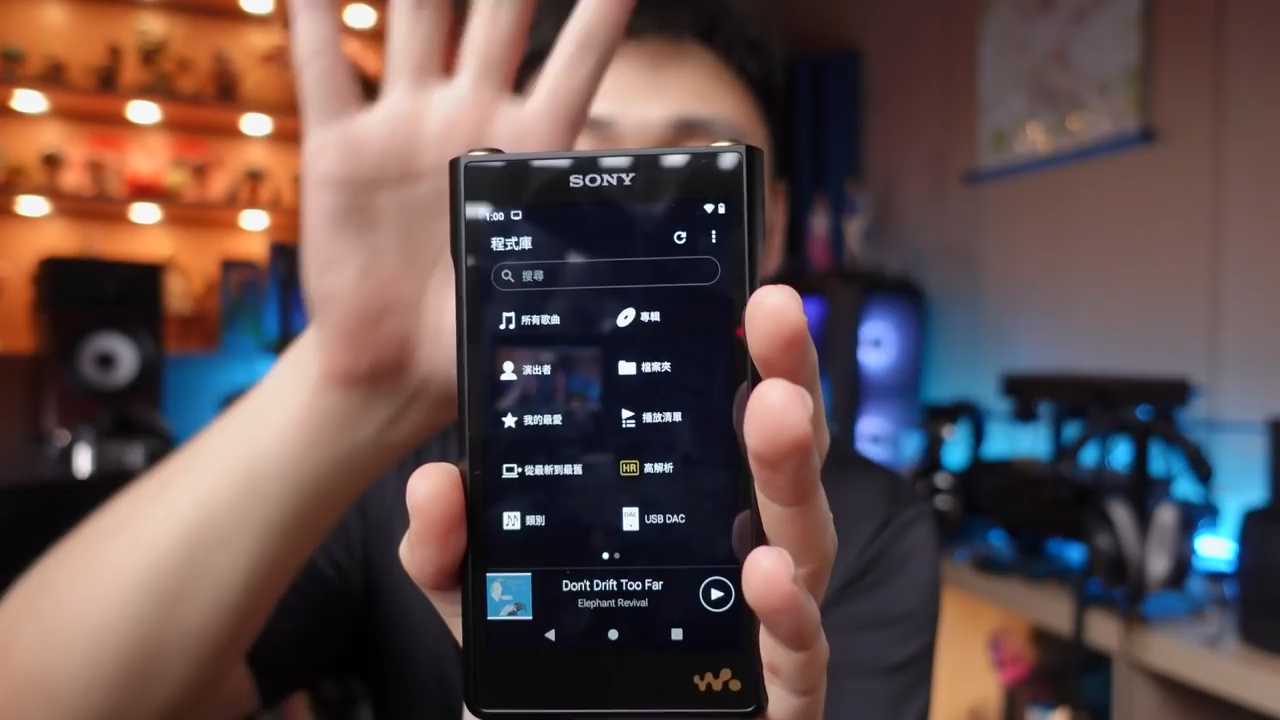 SONY
1:00
程式庫
搜尋
所有歌曲
專輯
演出者
檔案夾
我的最愛
播放清單
從最新到最舊
HR 高解析
類別
DAC USB DAC
Don't Drift Too Far
Elephant Revival